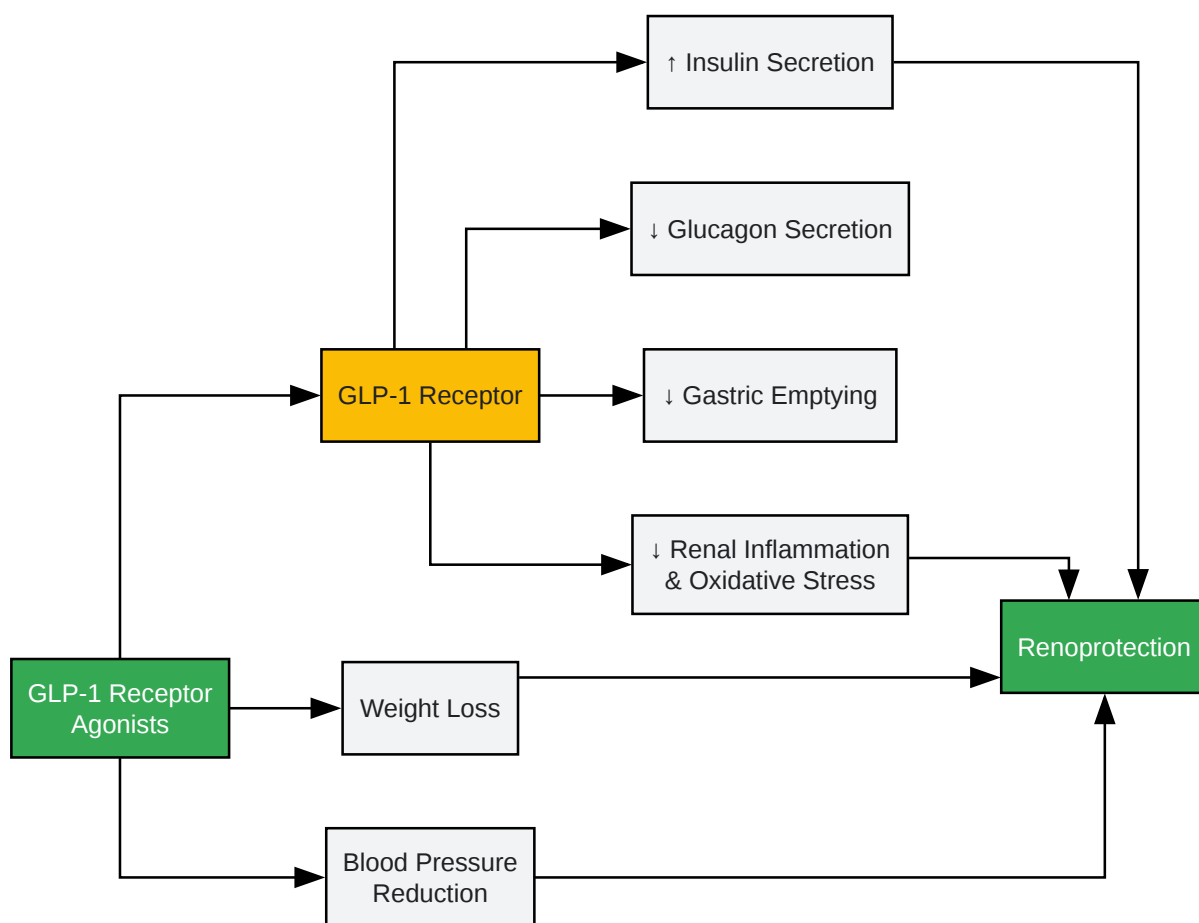 ↑ Insulin Secretion
↓ Glucagon Secretion
GLP-1 Receptor
↓ Gastric Emptying
↓ Renal Inflammation
& Oxidative Stress
Renoprotection
GLP-1 Receptor
Agonists
Weight Loss
Blood Pressure
Reduction